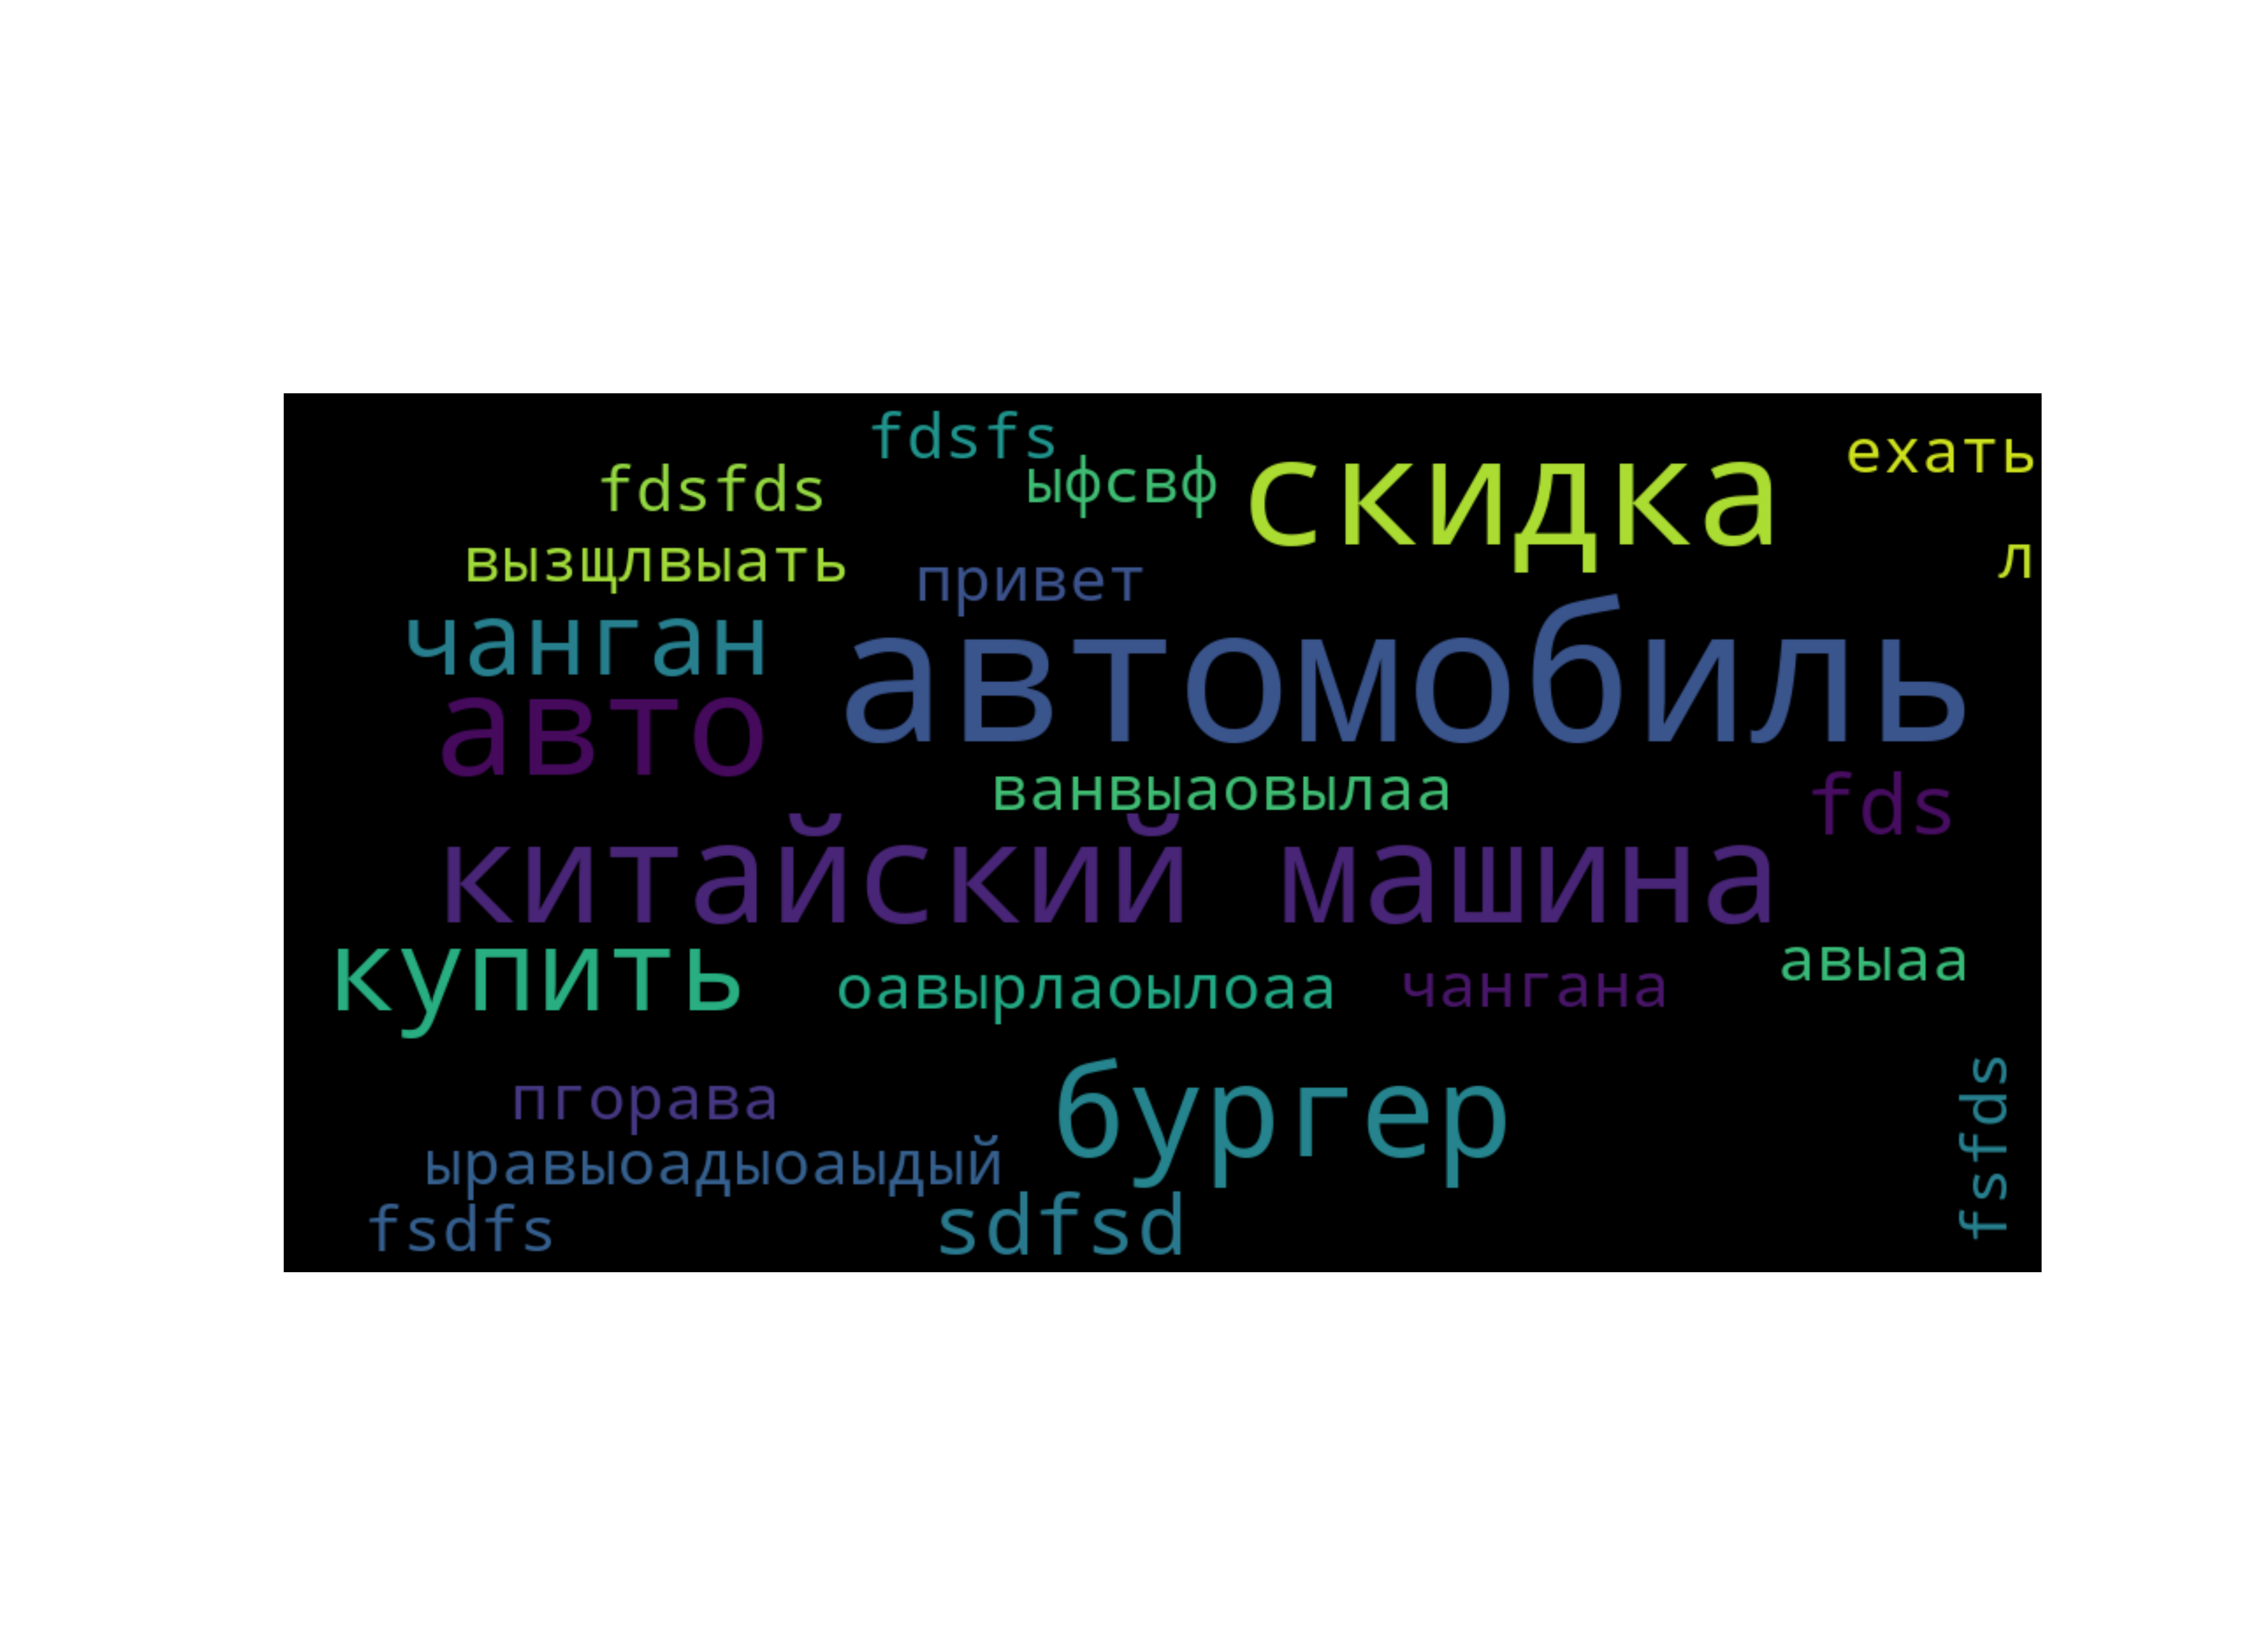 fdsfs
ехать
fdsfds
ыфсвф
скидка
вызщлвыать
привет
л
чанган
автомобиль
авто
ванвыаовылаа
fds
китайский машина
купить
оавырлаоылоаа
чангана
авыаа
пгорава
бургер
fsfds
ыравыоадыоаыдый
fsdfs
sdfsd